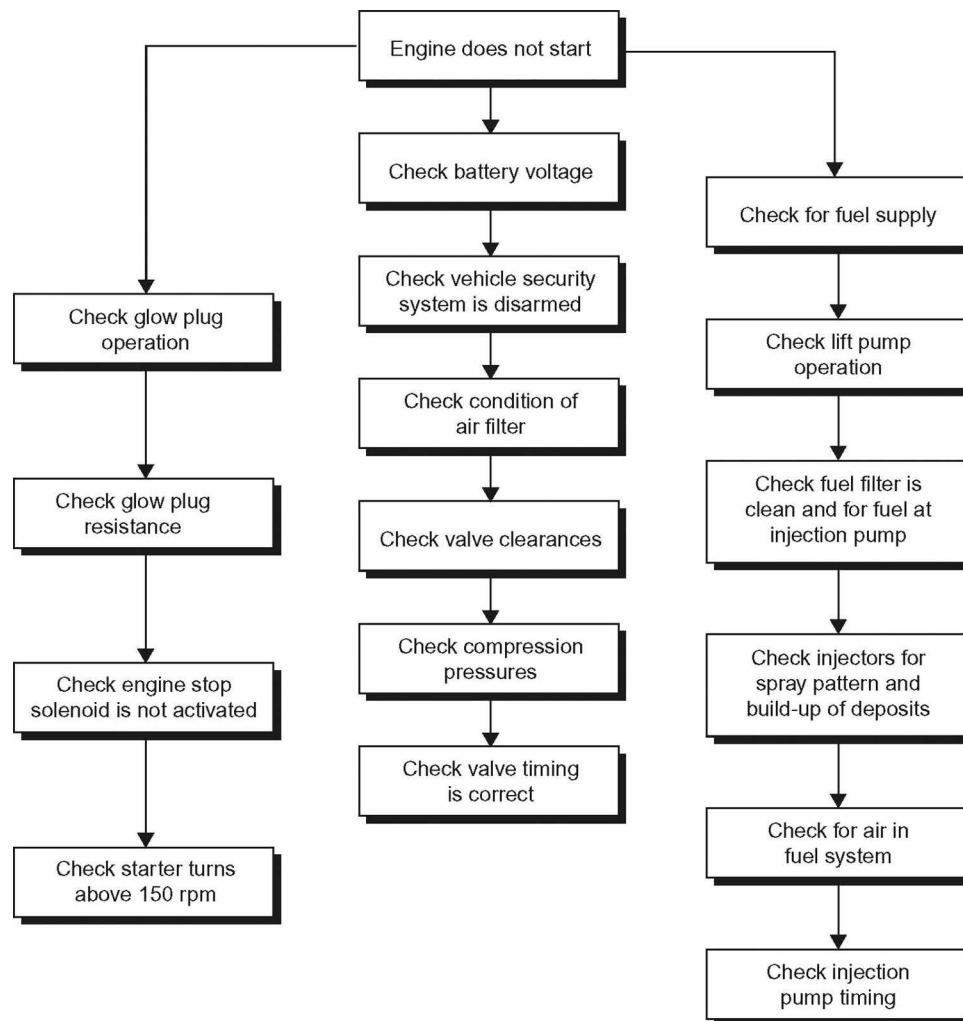 Engine does not start
Check battery voltage
Check vehicle security
system is disarmed
Check condition of
air filter
Check valve clearances
Check compression
pressures
Check valve timing
is correct
Check glow plug
operation
Check glow plug
resistance
Check engine stop
solenoid is not activated
Check starter turns
above 150 rpm
Check for fuel supply
Check lift pump
operation
Check fuel filter is
clean and for fuel at
injection pump
Check injectors for
spray pattern and
build-up of deposits
Check for air in
fuel system
Check injection
pump timing